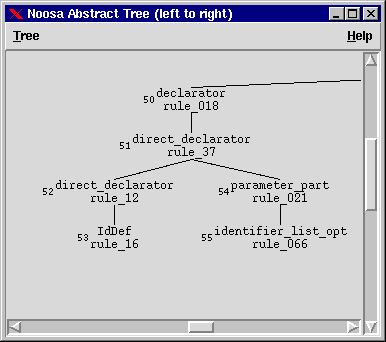 Noosa Abstract Tree (left to right)
Tree Help
50 declarator
rule_018
51 direct_declarator
rule_37
52 direct_declarator 54 parameter_part
rule_12 rule_021
53 IdDef 55 identifier_list_opt
rule_16 rule_066